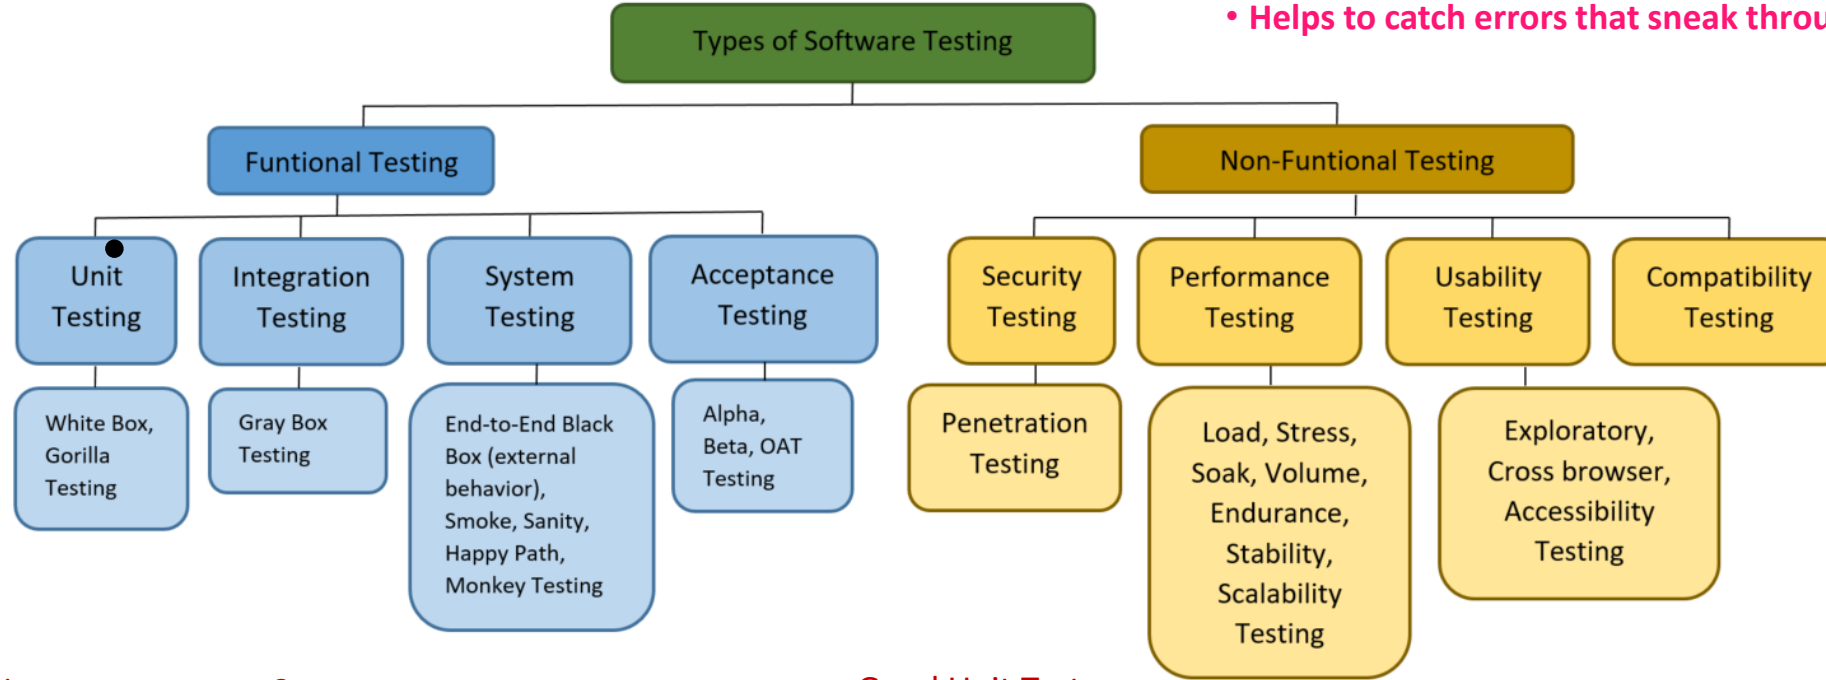 • Helps to catch errors that sneak
Types of Software Testing
Funtional Testing
Non-Funtional Testing
Unit
Testing
Integration
Testing
System
Testing
Acceptance
Testing
Security
Testing
Performance
Testing
Usability
Testing
Compatibility
Testing
White Box,
Gorilla
Testing
Gray Box
Testing
End-to-End Black
Box (external
behavior),
Smoke, Sanity,
Happy Path,
Monkey Testing
Alpha,
Beta, OAT
Testing
Penetration
Testing
Load, Stress,
Soak, Volume,
Endurance,
Stability,
Scalability
Testing
Exploratory,
Cross browser,
Accessibility
Testing